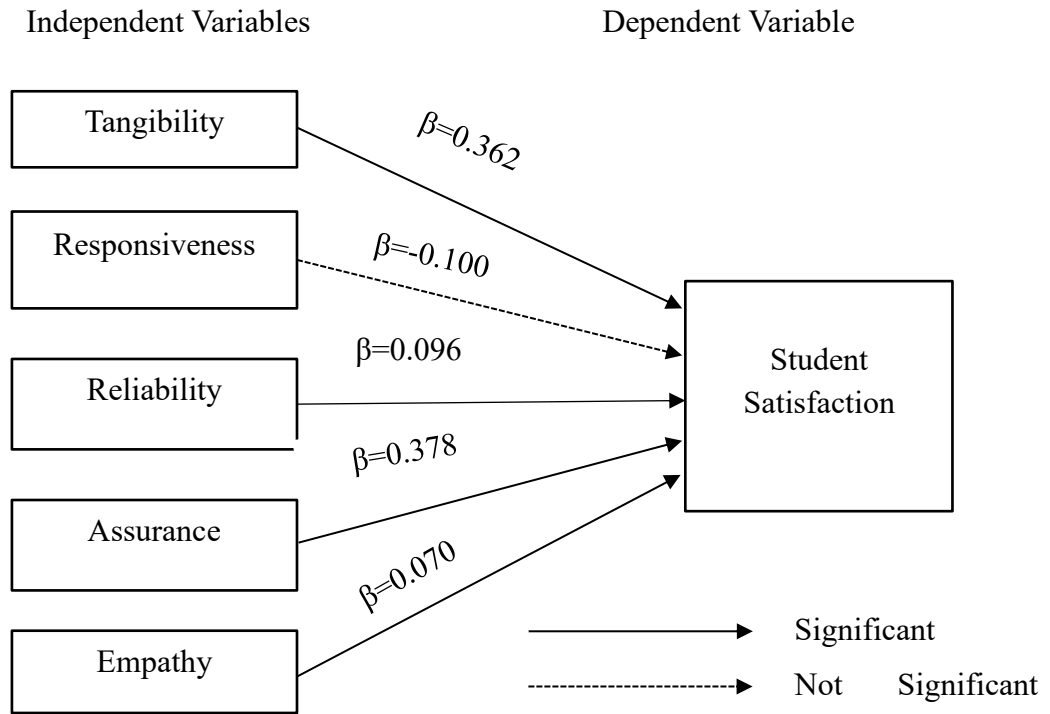 Independent Variables
Dependent Variable
Tangibility
β=0.362
Responsiveness
β=-0.100
Reliability
β=0.096
Student
Satisfaction
β=0.378
Assurance
β=0.070
Empathy
Significant
Not Significant